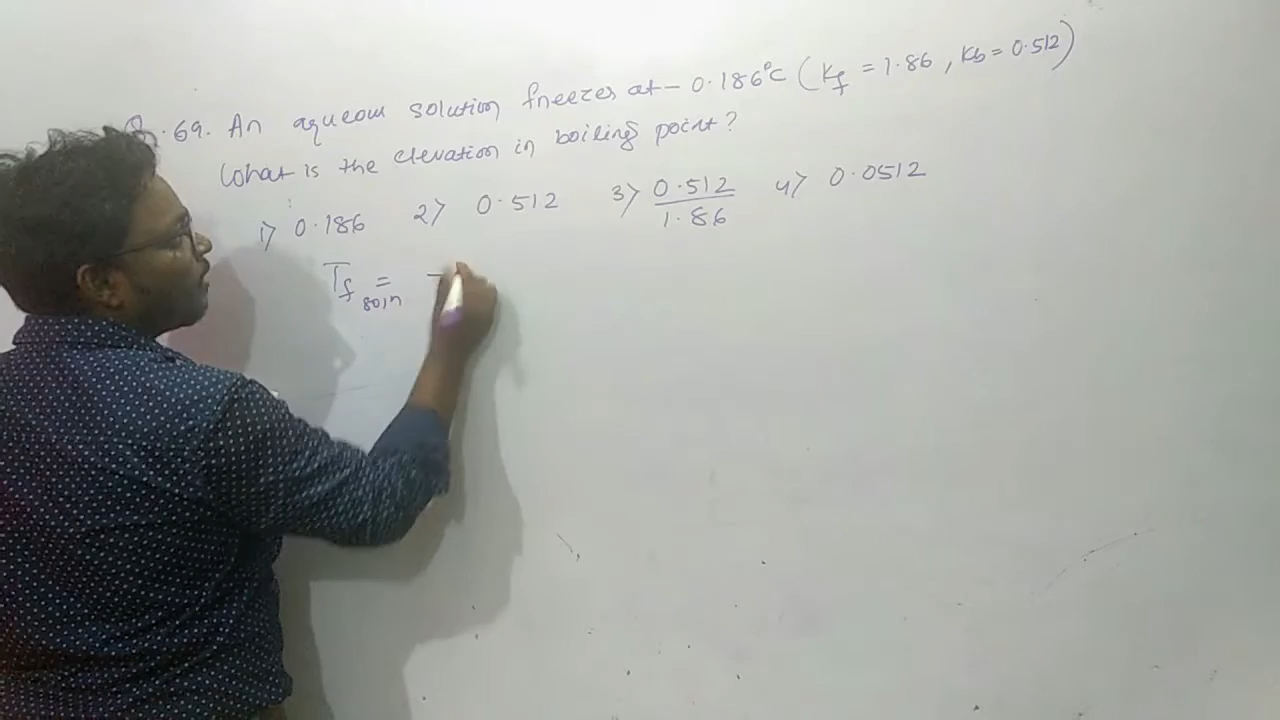 Q.69. An aqueous solution freezes at - 0.186°C (Kf = 1.86, Kb = 0.512)
What is the elevation in boiling point?
1> 0.186 2> 0.512 3> 0.512/1.86 4> 0.0512
Tf soln = -